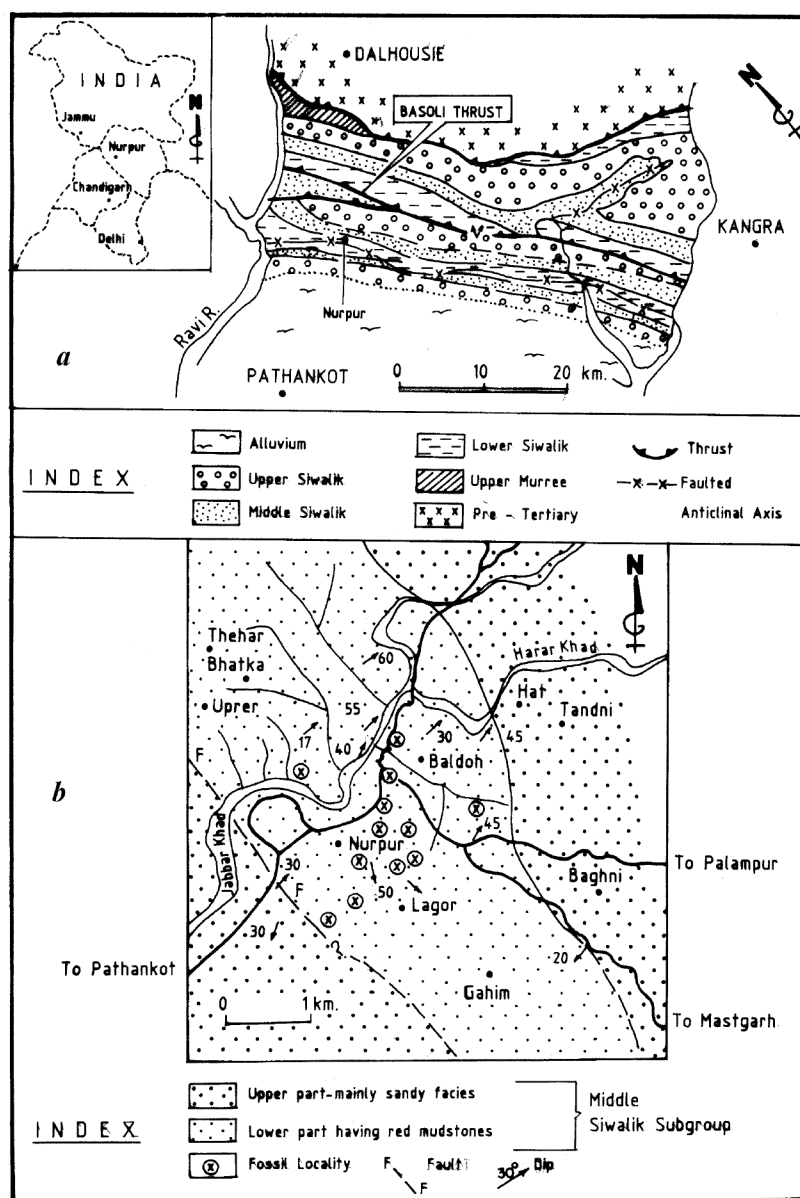 INDIA
N
Jammu
Nurpur
Chandigarh
Delhi
DALHOUSIE
BASOLI THRUST
N
KANGRA
Nurpur
Ravi R.
a
PATHANKOT
0 10 20 km.
INDEX
Alluvium
Upper Siwalik
Middle Siwalik
Lower Siwalik
Upper Murree
Pre - Tertiary
Thrust
Faulted
Anticlinal Axis
b
N
Thehar
Bhatka
Uprer
60
55
17
40
30
45
Harar Khad
Hat
Tandni
Baldoh
F
Jabbar Khad
Nurpur
45
30
F
50
Lagor
30
?
Baghni
20
Gahim
To Palampur
To Pathankot
To Mastgarh
0 1 km.
INDEX
Upper part-mainly sandy facies
Lower part having red mudstones
Middle
Siwalik Subgroup
Fossil Locality
F F Fault
30° Dip